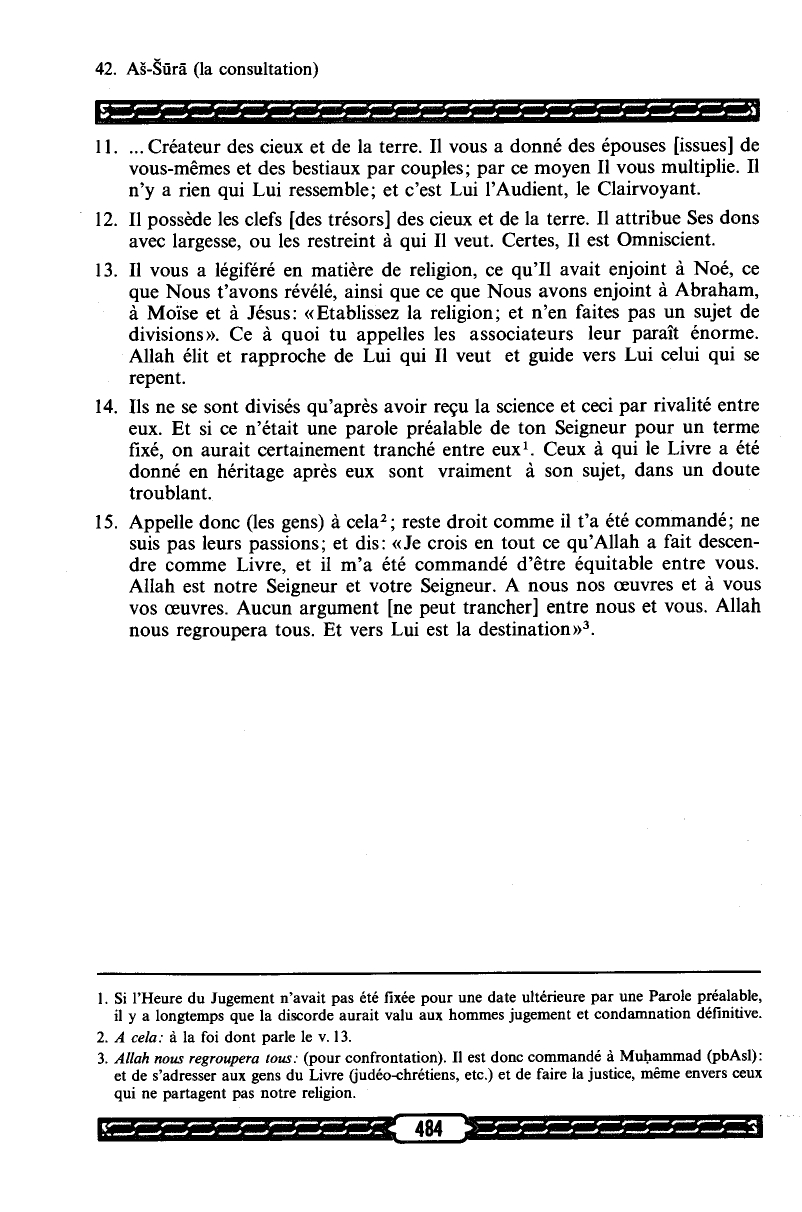 42. Aš-Šūrā (la consultation)
11. ... Créateur des cieux et de la terre. Il vous a donné des épouses [issues] de
vous-mêmes et des bestiaux par couples; par ce moyen Il vous multiplie. Il
n'y a rien qui Lui ressemble; et c'est Lui l'Audient, le Clairvoyant.
12. Il possède les clefs [des trésors] des cieux et de la terre. Il attribue Ses dons
avec largesse, ou les restreint à qui Il veut. Certes, Il est Omniscient.
13. Il vous a légiféré en matière de religion, ce qu'Il avait enjoint à Noé, ce
que Nous t'avons révélé, ainsi que ce que Nous avons enjoint à Abraham,
à Moïse et à Jésus: «Etablissez la religion; et n'en faites pas un sujet de
divisions». Ce à quoi tu appelles les associateurs leur paraît énorme.
Allah élit et rapproche de Lui qui Il veut et guide vers Lui celui qui se
repent.
14. Ils ne se sont divisés qu'après avoir reçu la science et ceci par rivalité entre
eux. Et si ce n'était une parole préalable de ton Seigneur pour un terme
fixé, on aurait certainement tranché entre eux¹. Ceux à qui le Livre a été
donné en héritage après eux sont vraiment à son sujet, dans un doute
troublant.
15. Appelle donc (les gens) à cela²; reste droit comme il t'a été commandé; ne
suis pas leurs passions; et dis: «Je crois en tout ce qu'Allah a fait descen-
dre comme Livre, et il m'a été commandé d'être équitable entre vous.
Allah est notre Seigneur et votre Seigneur. A nous nos œuvres et à vous
vos œuvres. Aucun argument [ne peut trancher] entre nous et vous. Allah
nous regroupera tous. Et vers Lui est la destination»³.
1. Si l'Heure du Jugement n'avait pas été fixée pour une date ultérieure par une Parole préalable,
il y a longtemps que la discorde aurait valu aux hommes jugement et condamnation définitive.
2. A cela: à la foi dont parle le v. 13.
3. Allah nous regroupera tous: (pour confrontation). Il est donc commandé à Muḥammad (pbAsl):
et de s'adresser aux gens du Livre (judéo-chrétiens, etc.) et de faire la justice, même envers ceux
qui ne partagent pas notre religion.
484